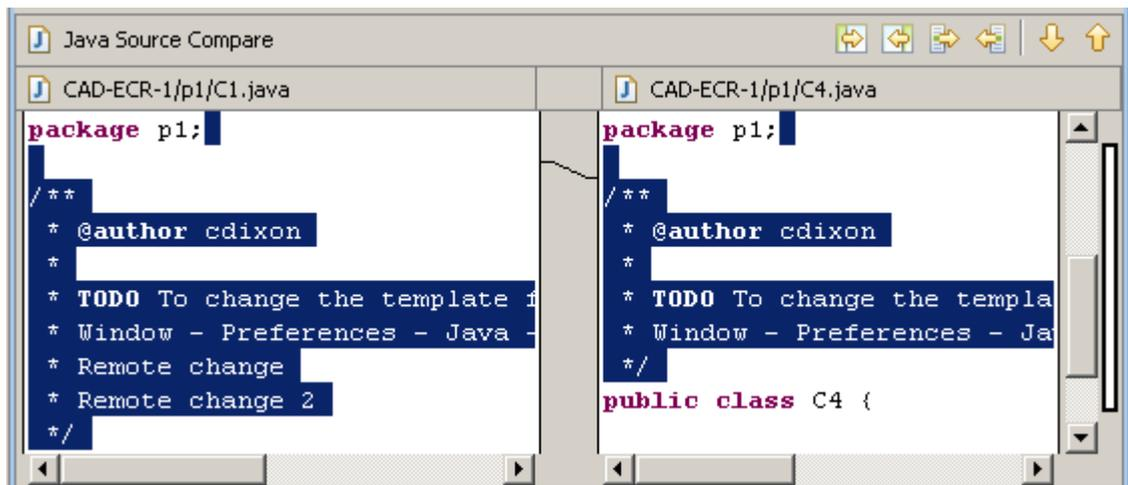 Java Source Compare
CAD-ECR-1/p1/C1.java
package p1;
/**
* @author cdixon
*
* TODO To change the template f
* Window - Preferences - Java -
* Remote change
* Remote change 2
*/
CAD-ECR-1/p1/C4.java
package p1;
/**
* @author cdixon
*
* TODO To change the templa
* Window - Preferences - Ja
*/
public class C4 {